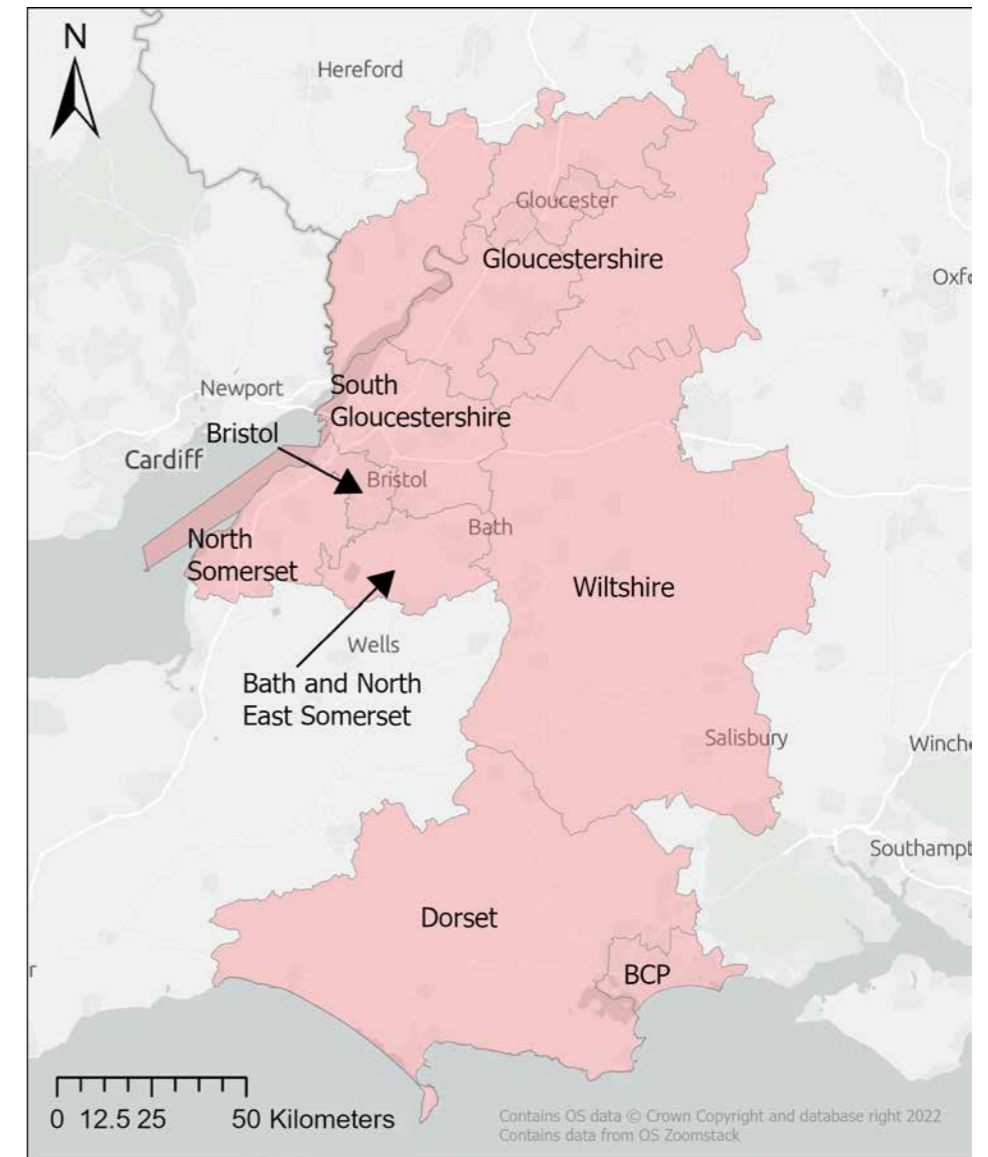 N
Hereford
Gloucester
Gloucestershire
Oxfo
Newport
South
Gloucestershire
Bristol
Cardiff
Bristol
Bath
North
Somerset
Wiltshire
Wells
Bath and North
East Somerset
Salisbury
Winch
Southampt
Dorset
r
BCP
0 12.5 25 50 Kilometers
Contains OS data © Crown Copyright and database right 2022
Contains data from OS Zoomstack